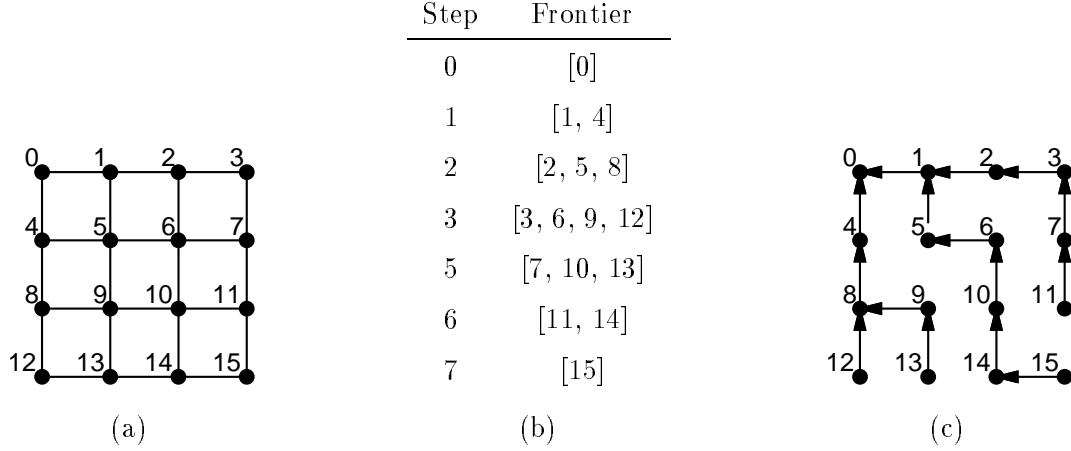 0 1 2 3
4 5 6 7
8 9 10 11
12 13 14 15
(a)
Step Frontier
0 [0]
1 [1, 4]
2 [2, 5, 8]
3 [3, 6, 9, 12]
5 [7, 10, 13]
6 [11, 14]
7 [15]
(b)
0 1 2 3
4 5 6 7
8 9 10 11
12 13 14 15
(c)